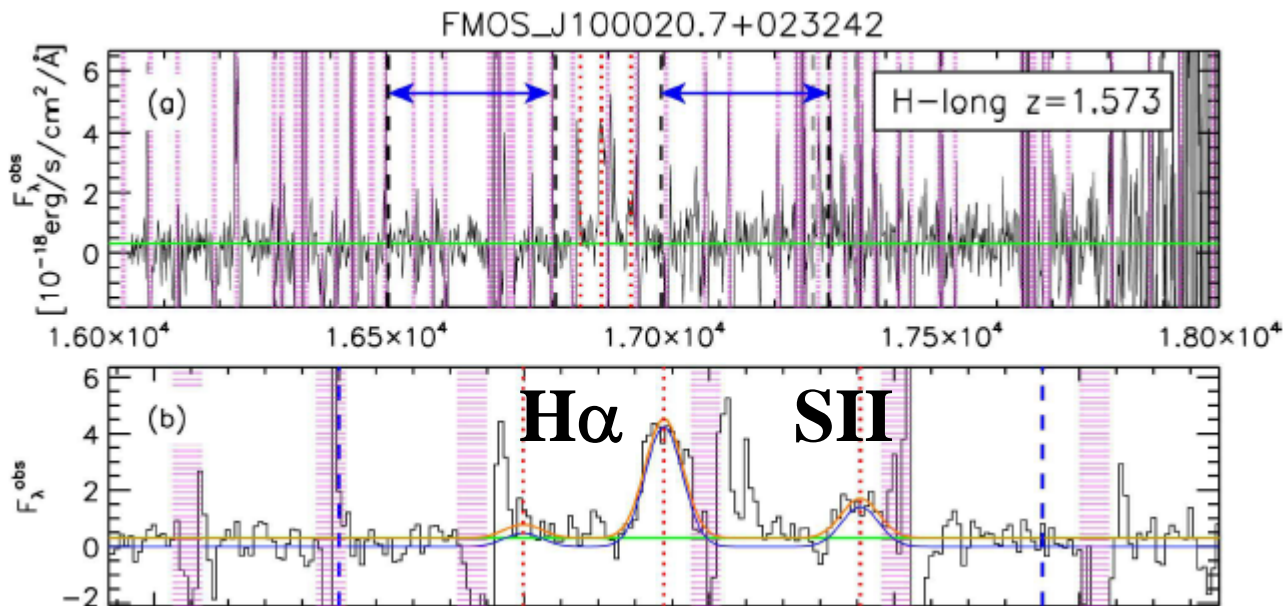 FMOS_J100020.7+023242
(a)
H-long z=1.573
F_λ^obs
[10⁻¹⁸erg/s/cm²/Å]
6
4
2
0
1.60×10⁴ 1.65×10⁴ 1.70×10⁴ 1.75×10⁴ 1.80×10⁴
(b)
Hα SII
F_λ^obs
6
4
2
0
−2